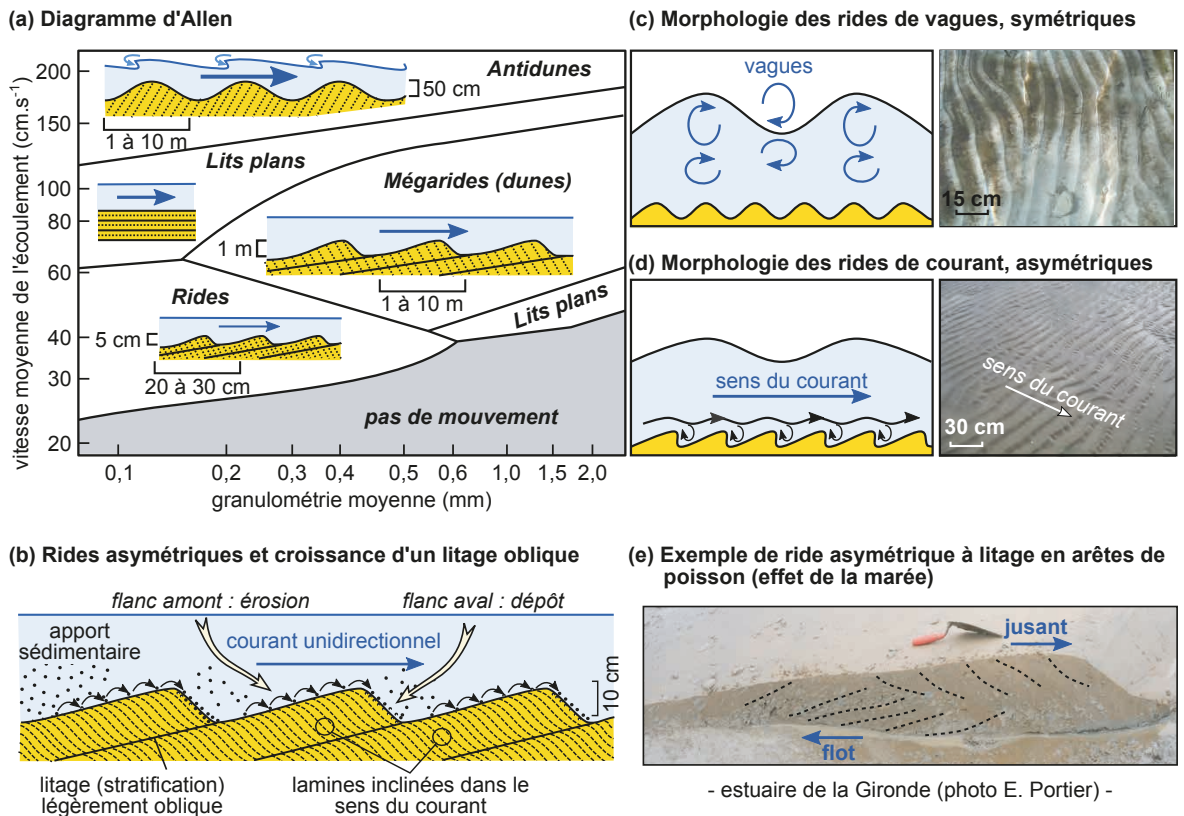 (a) Diagramme d'Allen
vitesse moyenne de l'écoulement (cm.s⁻¹)
200
150
100
80
60
40
30
20
Antidunes
50 cm
1 à 10 m
Lits plans
Mégarides (dunes)
1 m
1 à 10 m
Rides
Lits plans
5 cm
20 à 30 cm
pas de mouvement
0,1
0,2
0,3
0,4
0,5
0,6
1,0
1,5
2,0
granulométrie moyenne (mm)
(c) Morphologie des rides de vagues, symétriques
vagues
15 cm
(d) Morphologie des rides de courant, asymétriques
sens du courant
sens du courant
30 cm
(b) Rides asymétriques et croissance d'un litage oblique
flanc amont : érosion
flanc aval : dépôt
apport
sédimentaire
courant unidirectionnel
10 cm
litage (stratification)
légèrement oblique
lamines inclinées dans le
sens du courant
(e) Exemple de ride asymétrique à litage en arêtes de
poisson (effet de la marée)
jusant
flot
- estuaire de la Gironde (photo E. Portier) -